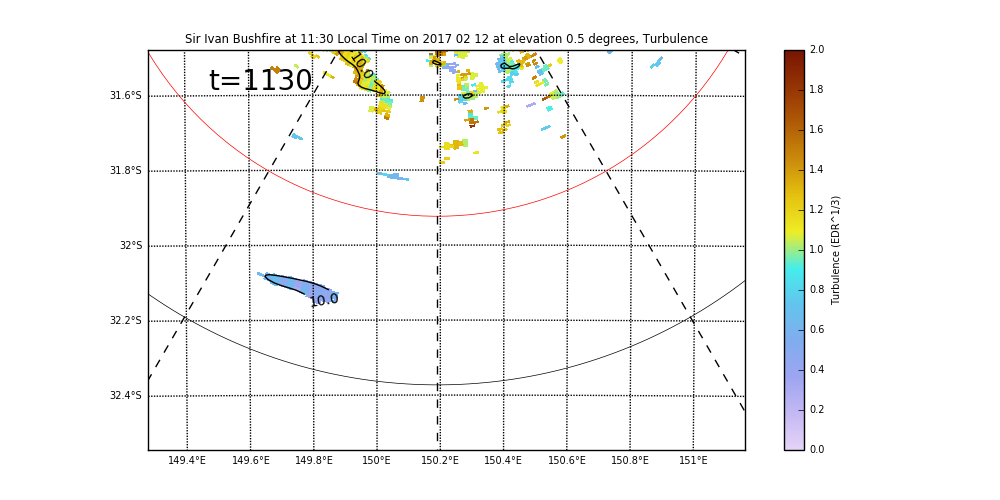 Sir Ivan Bushfire at 11:30 Local Time on 2017 02 12 at elevation 0.5 degrees, Turbulence
t=1130
10.0
31.6°S
31.8°S
32°S
32.2°S
32.4°S
10.0
149.4°E 149.6°E 149.8°E 150°E 150.2°E 150.4°E 150.6°E 150.8°E 151°E
2.0
1.8
1.6
1.4
1.2
1.0
0.8
0.6
0.4
0.2
0.0
Turbulence (EDR^1/3)